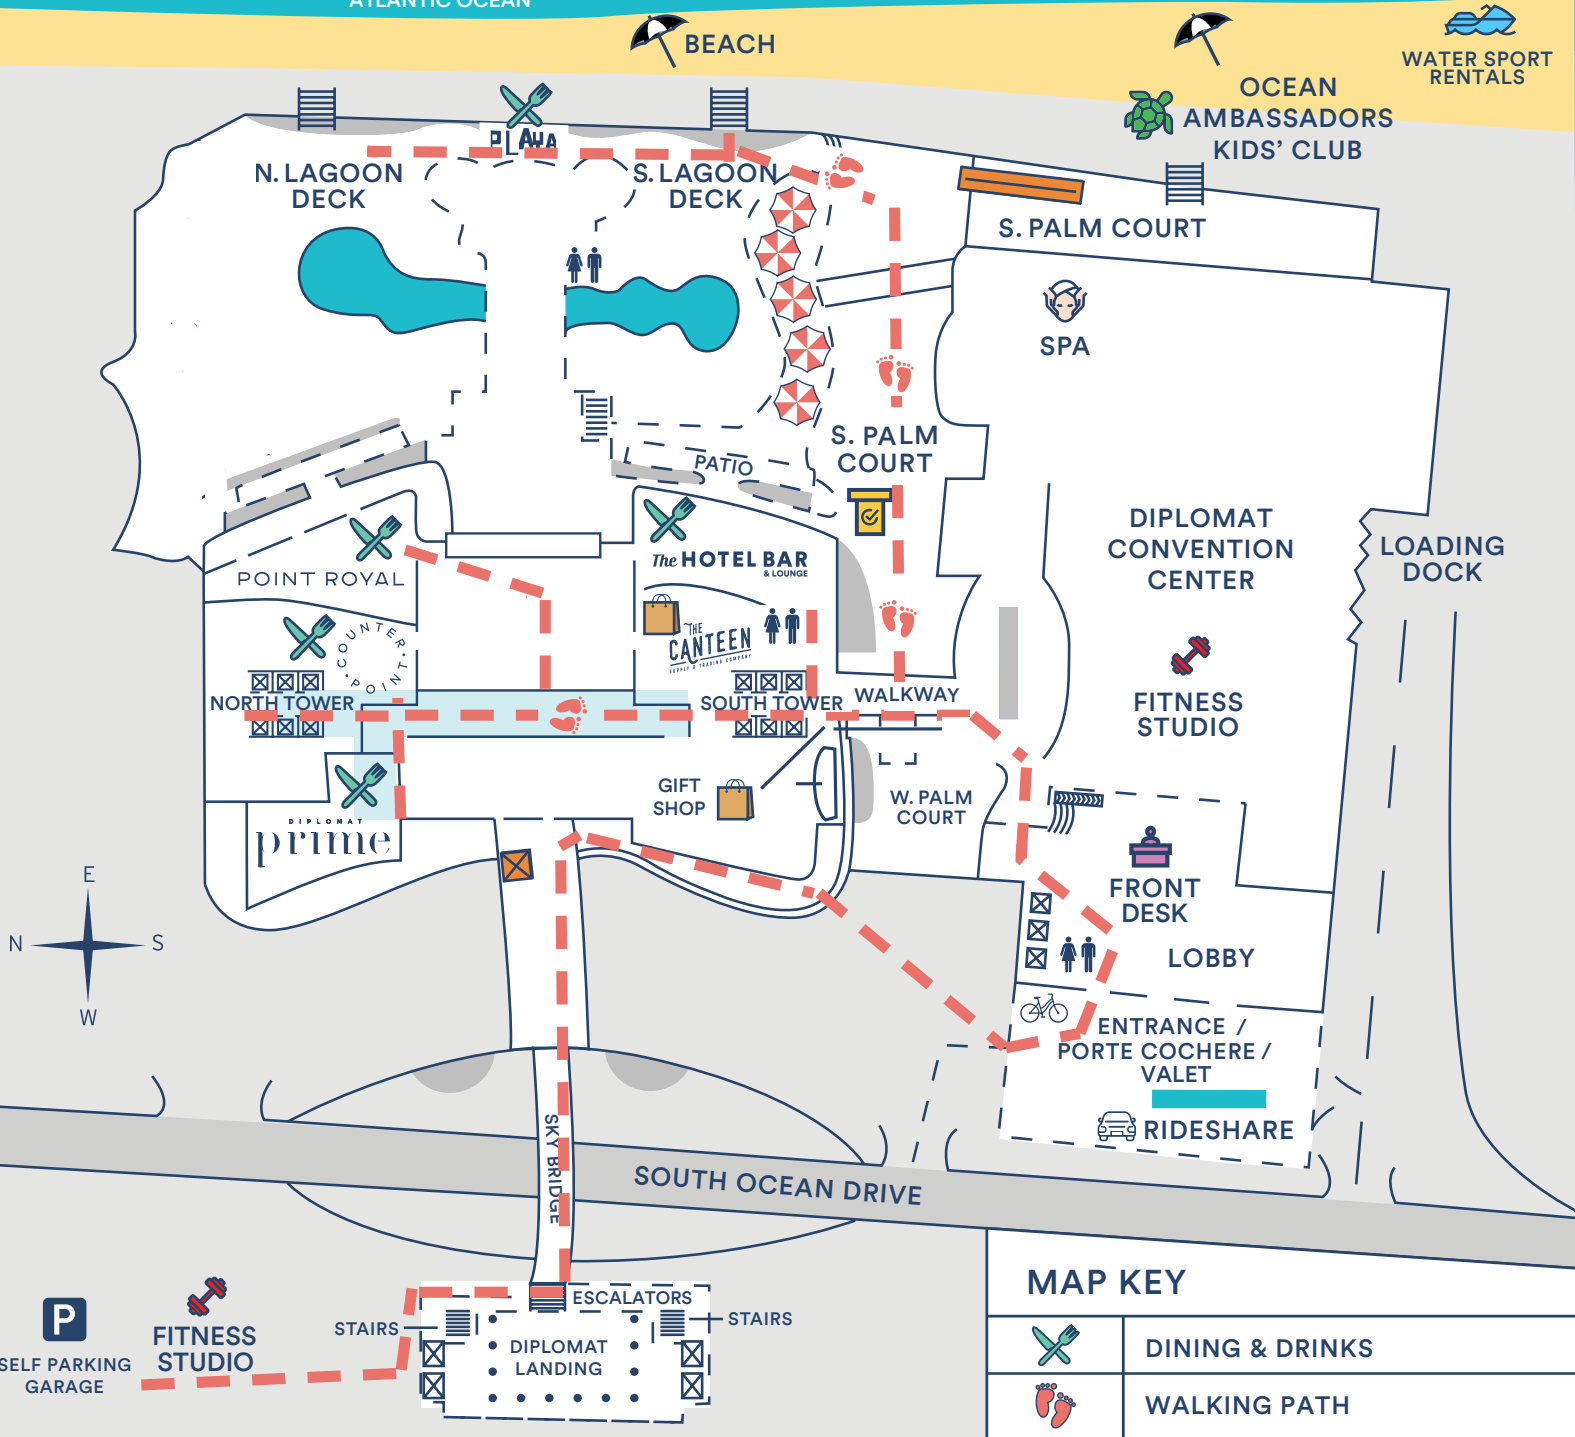 ATLANTIC OCEAN
BEACH
WATER SPORT
RENTALS
OCEAN
AMBASSADORS
KIDS' CLUB
PLAYA
N. LAGOON
DECK
S. LAGOON
DECK
S. PALM COURT
SPA
S. PALM
COURT
PATIO
The HOTEL BAR
& LOUNGE
DIPLOMAT
CONVENTION
CENTER
LOADING
DOCK
POINT ROYAL
COUNTER
POINT
THE
CANTEEN
SUPPLY & TRADING COMPANY
NORTH TOWER
SOUTH TOWER
WALKWAY
FITNESS
STUDIO
GIFT
SHOP
W. PALM
COURT
DIPLOMAT
prime
FRONT
DESK
LOBBY
E
N
S
W
ENTRANCE /
PORTE COCHERE /
VALET
RIDESHARE
SKY BRIDGE
SOUTH OCEAN DRIVE
ESCALATORS
STAIRS
STAIRS
DIPLOMAT
LANDING
P
SELF PARKING
GARAGE
FITNESS
STUDIO
MAP KEY
DINING & DRINKS
WALKING PATH